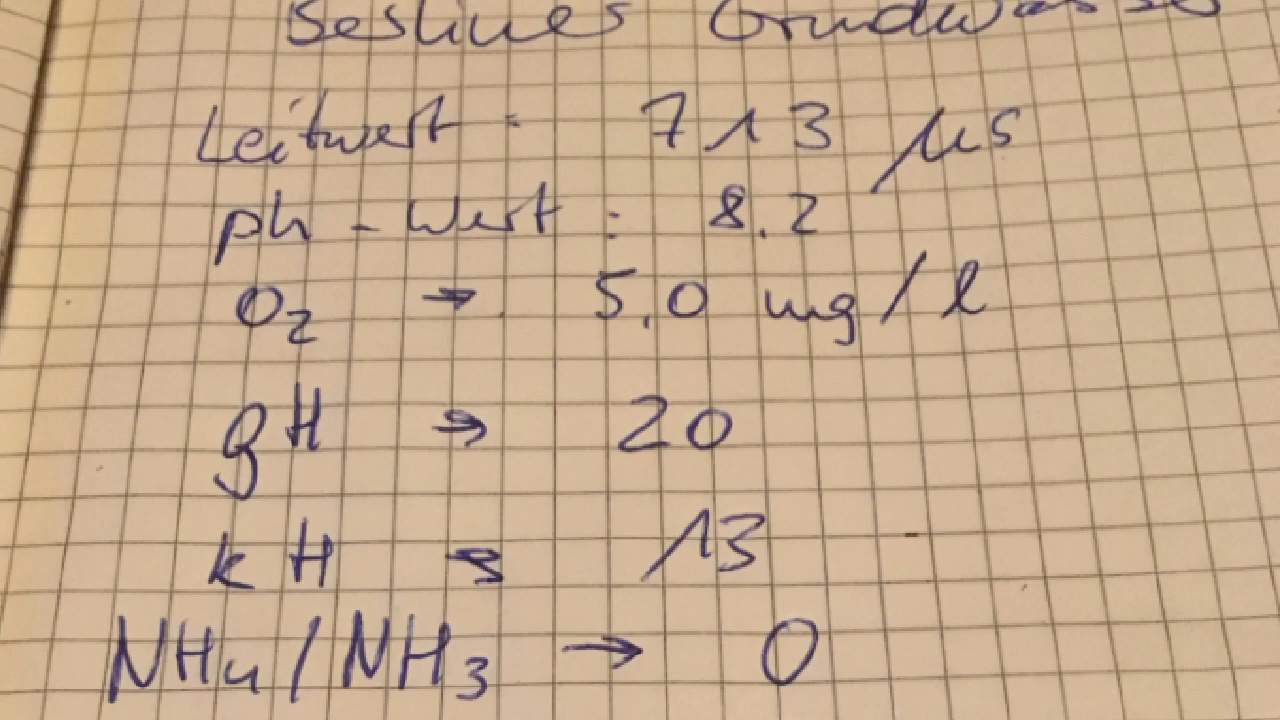 Leitwert : 713 µs
ph - Wert : 8.2
O₂ → 5,0 mg/l
gH → 20
kH → 13
NH4/NH3 → 0